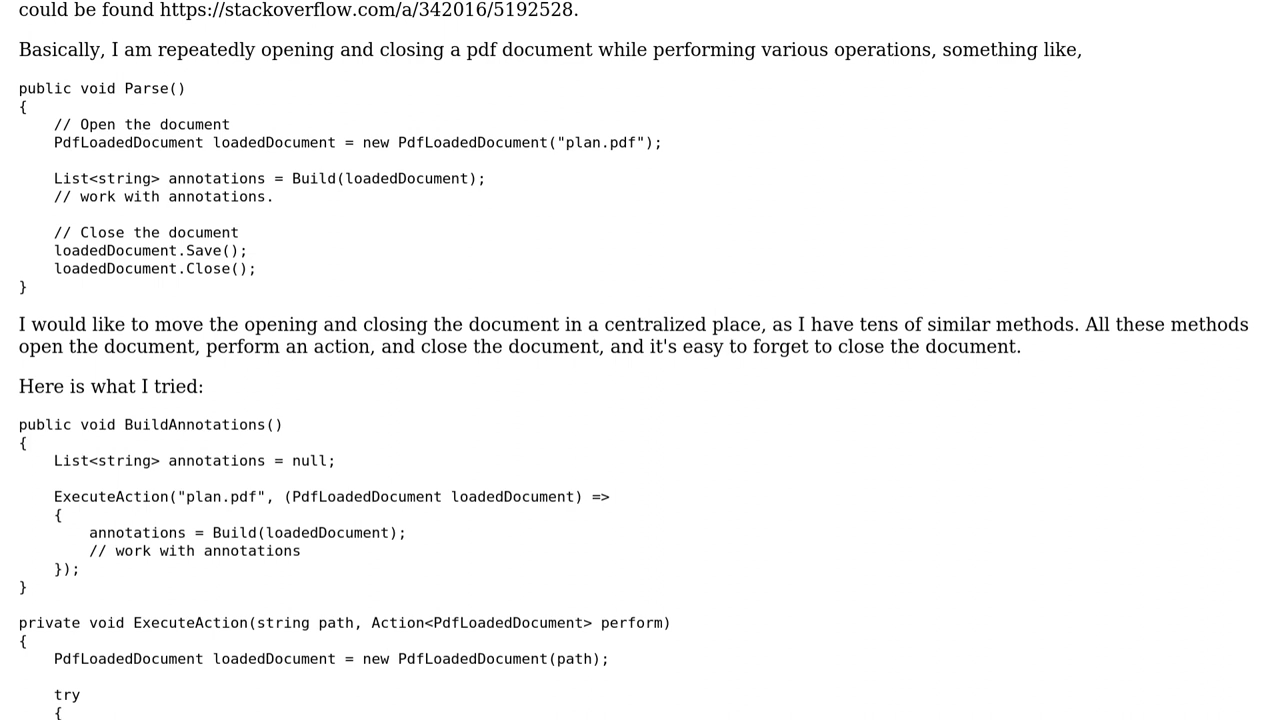 could be found https://stackoverflow.com/a/342016/5192528.
Basically, I am repeatedly opening and closing a pdf document while performing various operations, something like,
public void Parse()
{
    // Open the document
    PdfLoadedDocument loadedDocument = new PdfLoadedDocument("plan.pdf");

    List<string> annotations = Build(loadedDocument);
    // work with annotations.

    // Close the document
    loadedDocument.Save();
    loadedDocument.Close();
}
I would like to move the opening and closing the document in a centralized place, as I have tens of similar methods. All these methods
open the document, perform an action, and close the document, and it's easy to forget to close the document.
Here is what I tried:
public void BuildAnnotations()
{
    List<string> annotations = null;

    ExecuteAction("plan.pdf", (PdfLoadedDocument loadedDocument) =>
    {
        annotations = Build(loadedDocument);
        // work with annotations
    });
}

private void ExecuteAction(string path, Action<PdfLoadedDocument> perform)
{
    PdfLoadedDocument loadedDocument = new PdfLoadedDocument(path);

    try
    {